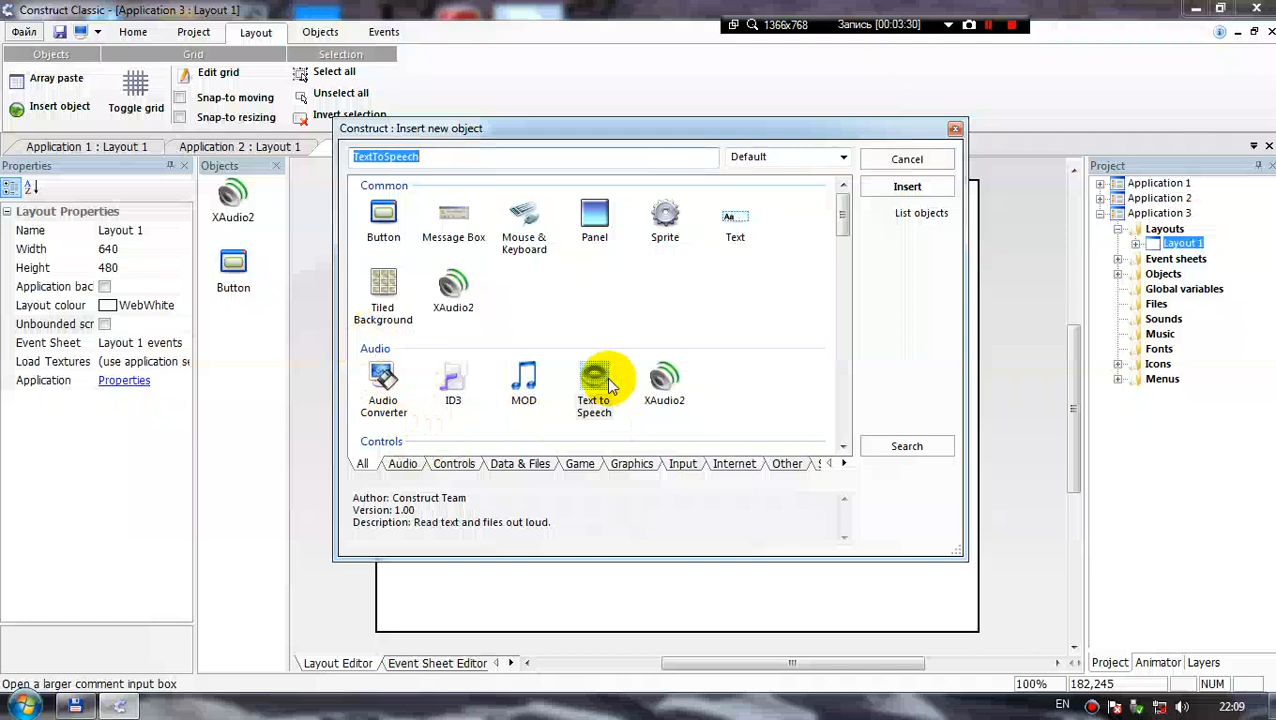 Construct Classic - [Application 3 : Layout 1]
1366x768
Запись [00:03.30]
Файл
Home
Project
Layout
Objects
Events
Objects
Grid
Selection
Array paste
Insert object
Toggle grid
Edit grid
Snap-to moving
Snap-to resizing
Select all
Unselect all
Invert selection
Application 1 : Layout 1
Application 2 : Layout 1
Properties
Layout Properties
Name Layout 1
Width 640
Height 480
Application bac
Layout colour WebWhite
Unbounded scr
Event Sheet Layout 1 events
Load Textures (use application se
Application Properties
Objects
XAudio2
Button
Construct : Insert new object
TextToSpeech
Default
Cancel
Insert
List objects
Search
Common
Button
Message Box
Mouse &
Keyboard
Panel
Sprite
Text
Aa
Tiled
Background
XAudio2
Audio
Audio
Converter
ID3
MOD
Text to
Speech
XAudio2
Controls
All
Audio
Controls
Data & Files
Game
Graphics
Input
Internet
Other
Author: Construct Team
Version: 1.00
Description: Read text and files out loud.
Project
Application 1
Application 2
Application 3
Layouts
Layout 1
Event sheets
Objects
Global variables
Files
Sounds
Music
Fonts
Icons
Menus
Layout Editor
Event Sheet Editor
Project
Animator
Layers
Open a larger comment input box
100%
182,245
NUM
EN
22:09